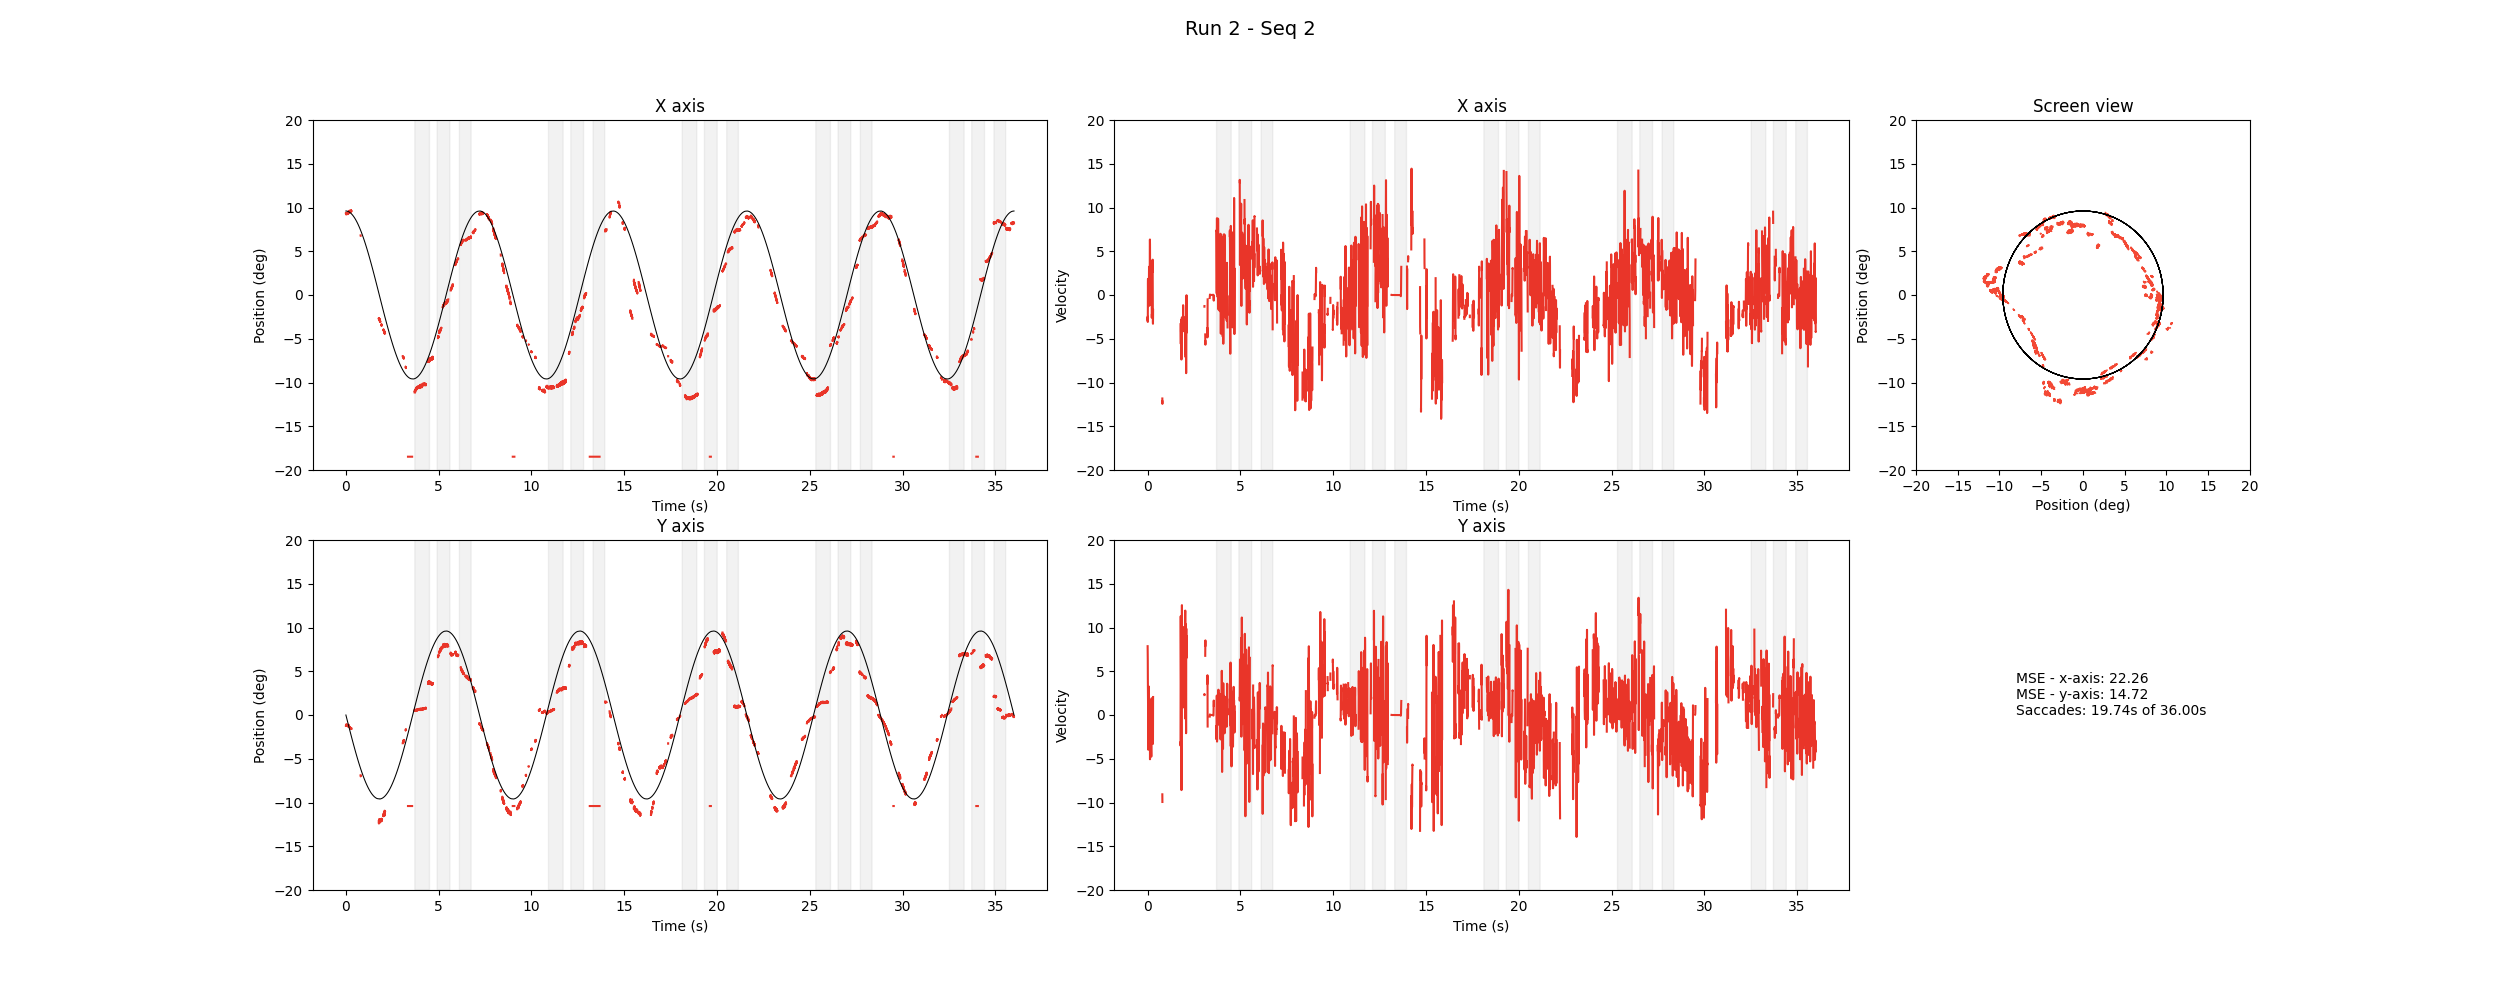 Run 2 - Seq 2
X axis
20
15
10
5
0
−5
−10
−15
−20
Position (deg)
0 5 10 15 20 25 30 35
Time (s)
X axis
20
15
10
5
0
−5
−10
−15
−20
Velocity
0 5 10 15 20 25 30 35
Time (s)
Screen view
20
15
10
5
0
−5
−10
−15
−20
Position (deg)
−20 −15 −10 −5 0 5 10 15 20
Position (deg)
Y axis
20
15
10
5
0
−5
−10
−15
−20
Position (deg)
0 5 10 15 20 25 30 35
Time (s)
Y axis
20
15
10
5
0
−5
−10
−15
−20
Velocity
0 5 10 15 20 25 30 35
Time (s)
MSE - x-axis: 22.26
MSE - y-axis: 14.72
Saccades: 19.74s of 36.00s